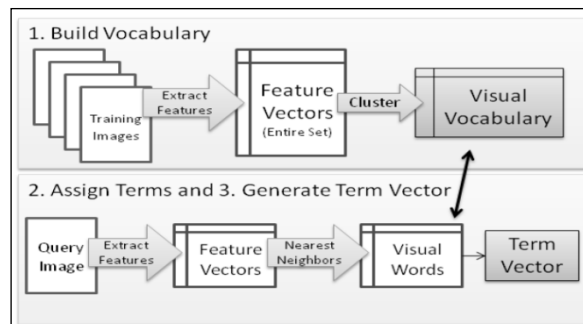 1. Build Vocabulary
Training
Images
Extract
Features
Feature
Vectors
(Entire Set)
Cluster
Visual
Vocabulary
2. Assign Terms and 3. Generate Term Vector
Query
Image
Extract
Features
Feature
Vectors
Nearest
Neighbors
Visual
Words
Term
Vector